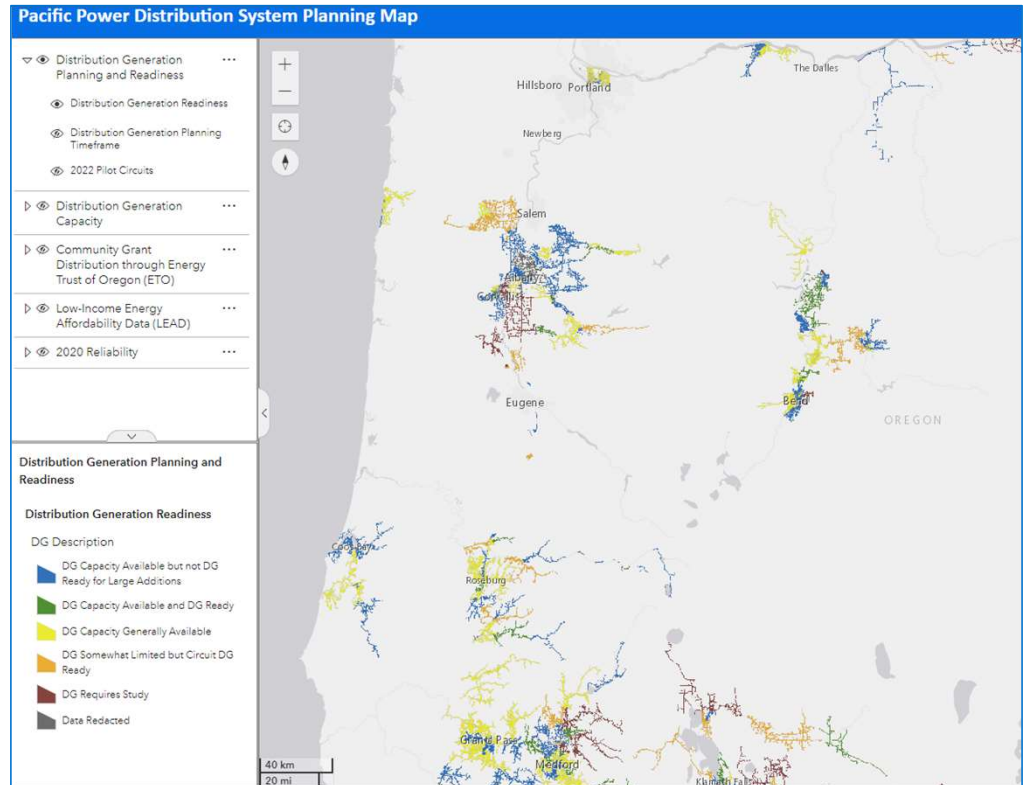 Pacific Power Distribution System Planning Map
Distribution Generation
Planning and Readiness
Distribution Generation Readiness
Distribution Generation Planning
Timeframe
2022 Pilot Circuits
Distribution Generation
Capacity
Community Grant
Distribution through Energy
Trust of Oregon (ETO)
Low-Income Energy
Affordability Data (LEAD)
2020 Reliability
Distribution Generation Planning and
Readiness
Distribution Generation Readiness
DG Description
DG Capacity Available but not DG
Ready for Large Additions
DG Capacity Available and DG Ready
DG Capacity Generally Available
DG Somewhat Limited but Circuit DG
Ready
DG Requires Study
Data Redacted
The Dalles
Hillsboro Portland
Newberg
Salem
Albany
Corvallis
Eugene
Bend
OREGON
Coos Bay
Roseburg
Grants Pass
Medford
Klamath Fall
40 km
20 mi